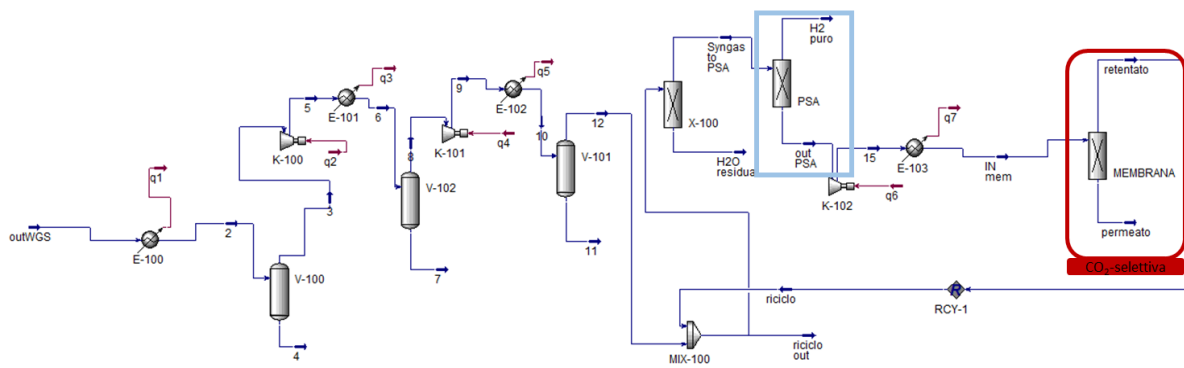 H2
puro
Syngas
to
PSA
q3
q5
9
retentato
5
E-101
6
E-102
12
PSA
q7
K-100
q2
8
K-101
q4
10
X-100
V-101
H2O
residua
out
PSA
15
E-103
IN
mem
MEMBRANA
q1
V-102
K-102
q6
3
outWGS
2
11
permeato
E-100
7
CO₂-selettiva
V-100
riciclo
R
RCY-1
4
MIX-100
riciclo
out